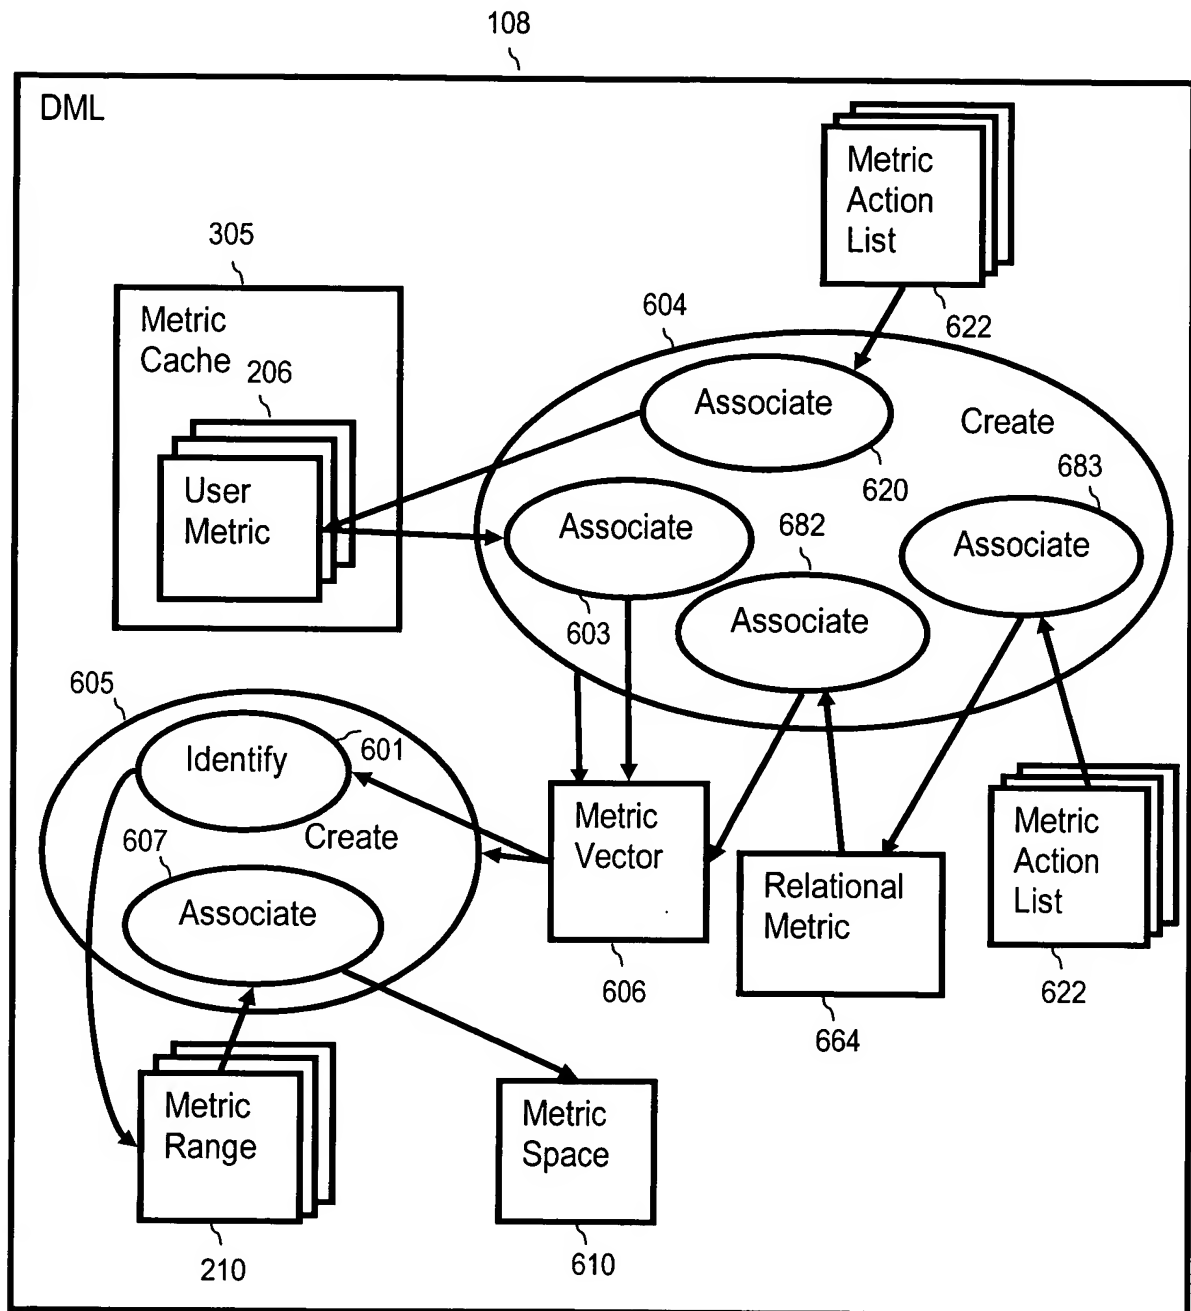 108
DML
Metric
Action
List
622
305
Metric
Cache
206
User
Metric
604
Associate
620
Create
683
Associate
603
682
Associate
Associate
605
Identify
601
Create
607
Associate
Metric
Vector
606
Relational
Metric
664
Metric
Action
List
622
Metric
Range
210
Metric
Space
610